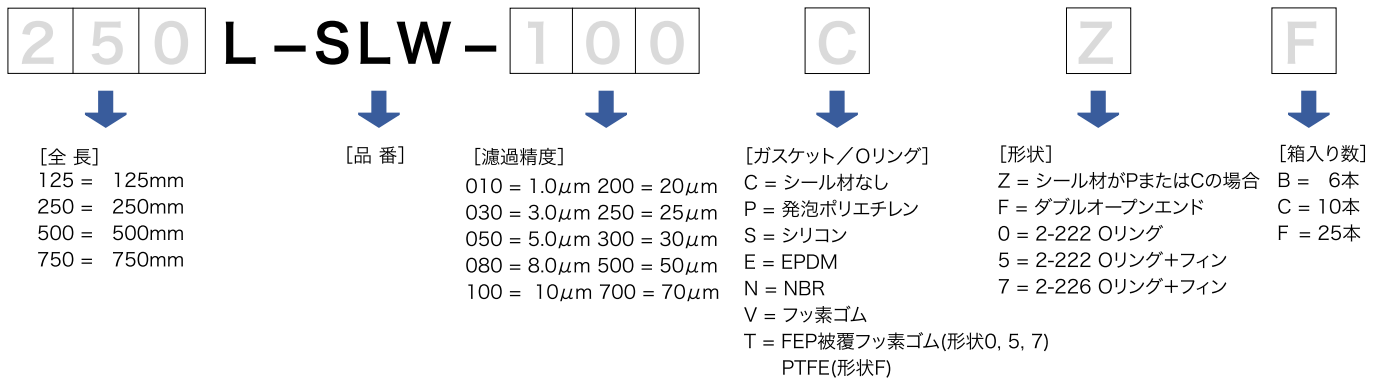 250 L-SLW-100 C Z F
[全 長]
125 = 125mm
250 = 250mm
500 = 500mm
750 = 750mm
[品 番]
[濾過精度]
010 = 1.0μm 200 = 20μm
030 = 3.0μm 250 = 25μm
050 = 5.0μm 300 = 30μm
080 = 8.0μm 500 = 50μm
100 = 10μm 700 = 70μm
[ガスケット／Oリング]
C = シール材なし
P = 発泡ポリエチレン
S = シリコン
E = EPDM
N = NBR
V = フッ素ゴム
T = FEP被覆フッ素ゴム(形状0, 5, 7)
PTFE(形状F)
[形状]
Z = シール材がPまたはCの場合
F = ダブルオープンエンド
0 = 2-222 Oリング
5 = 2-222 Oリング+フィン
7 = 2-226 Oリング+フィン
[箱入り数]
B = 6本
C = 10本
F = 25本